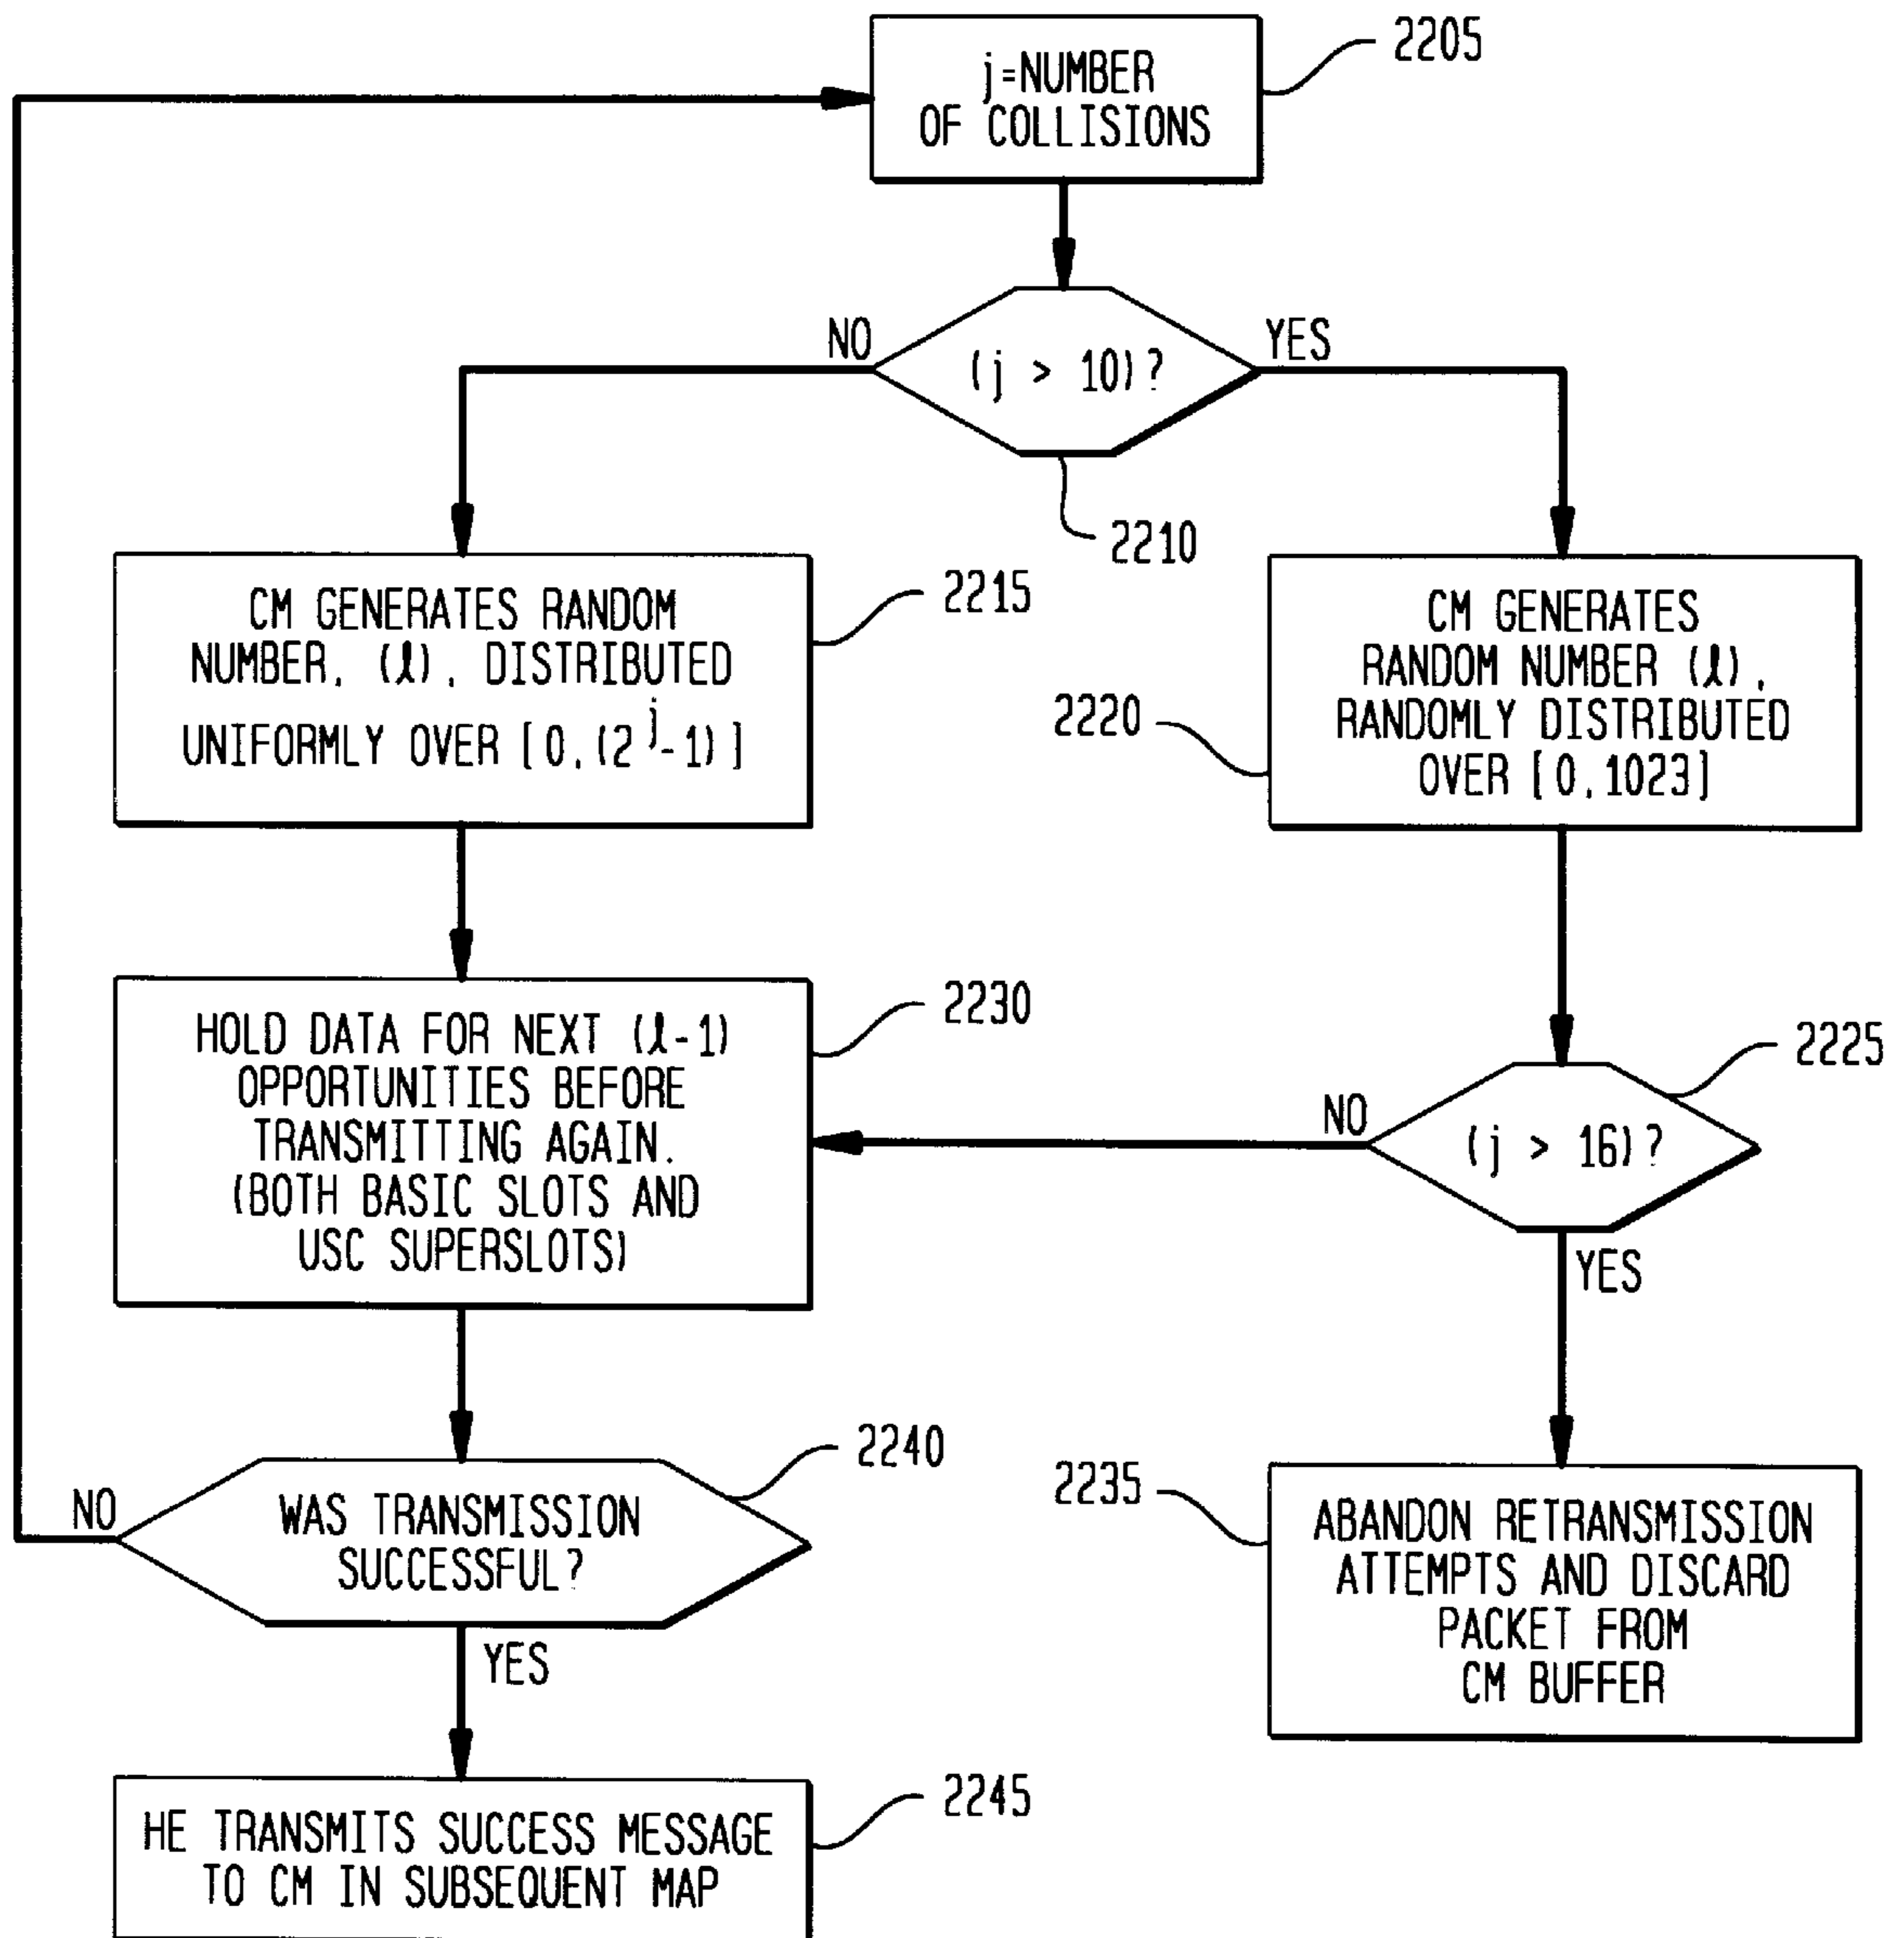 j=NUMBER
OF COLLISIONS
2205
NO
(j > 10)?
YES
2210
CM GENERATES RANDOM
NUMBER, (ℓ), DISTRIBUTED
UNIFORMLY OVER [0,(2^j-1)]
2215
CM GENERATES
RANDOM NUMBER (ℓ),
RANDOMLY DISTRIBUTED
OVER [0,1023]
2220
HOLD DATA FOR NEXT (ℓ-1)
OPPORTUNITIES BEFORE
TRANSMITTING AGAIN.
(BOTH BASIC SLOTS AND
USC SUPERSLOTS)
2230
2225
NO
(j > 16)?
YES
NO
WAS TRANSMISSION
SUCCESSFUL?
2240
YES
2235
ABANDON RETRANSMISSION
ATTEMPTS AND DISCARD
PACKET FROM
CM BUFFER
HE TRANSMITS SUCCESS MESSAGE
TO CM IN SUBSEQUENT MAP
2245